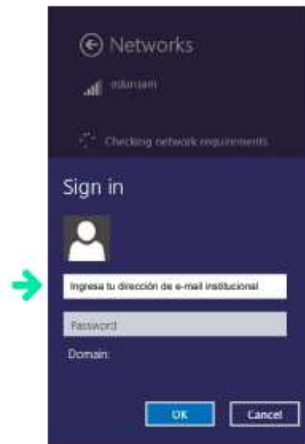 Networks
Checking network requirements
Sign in
Ingresa tu dirección de e-mail institucional
Password
Domain:
OK
Cancel